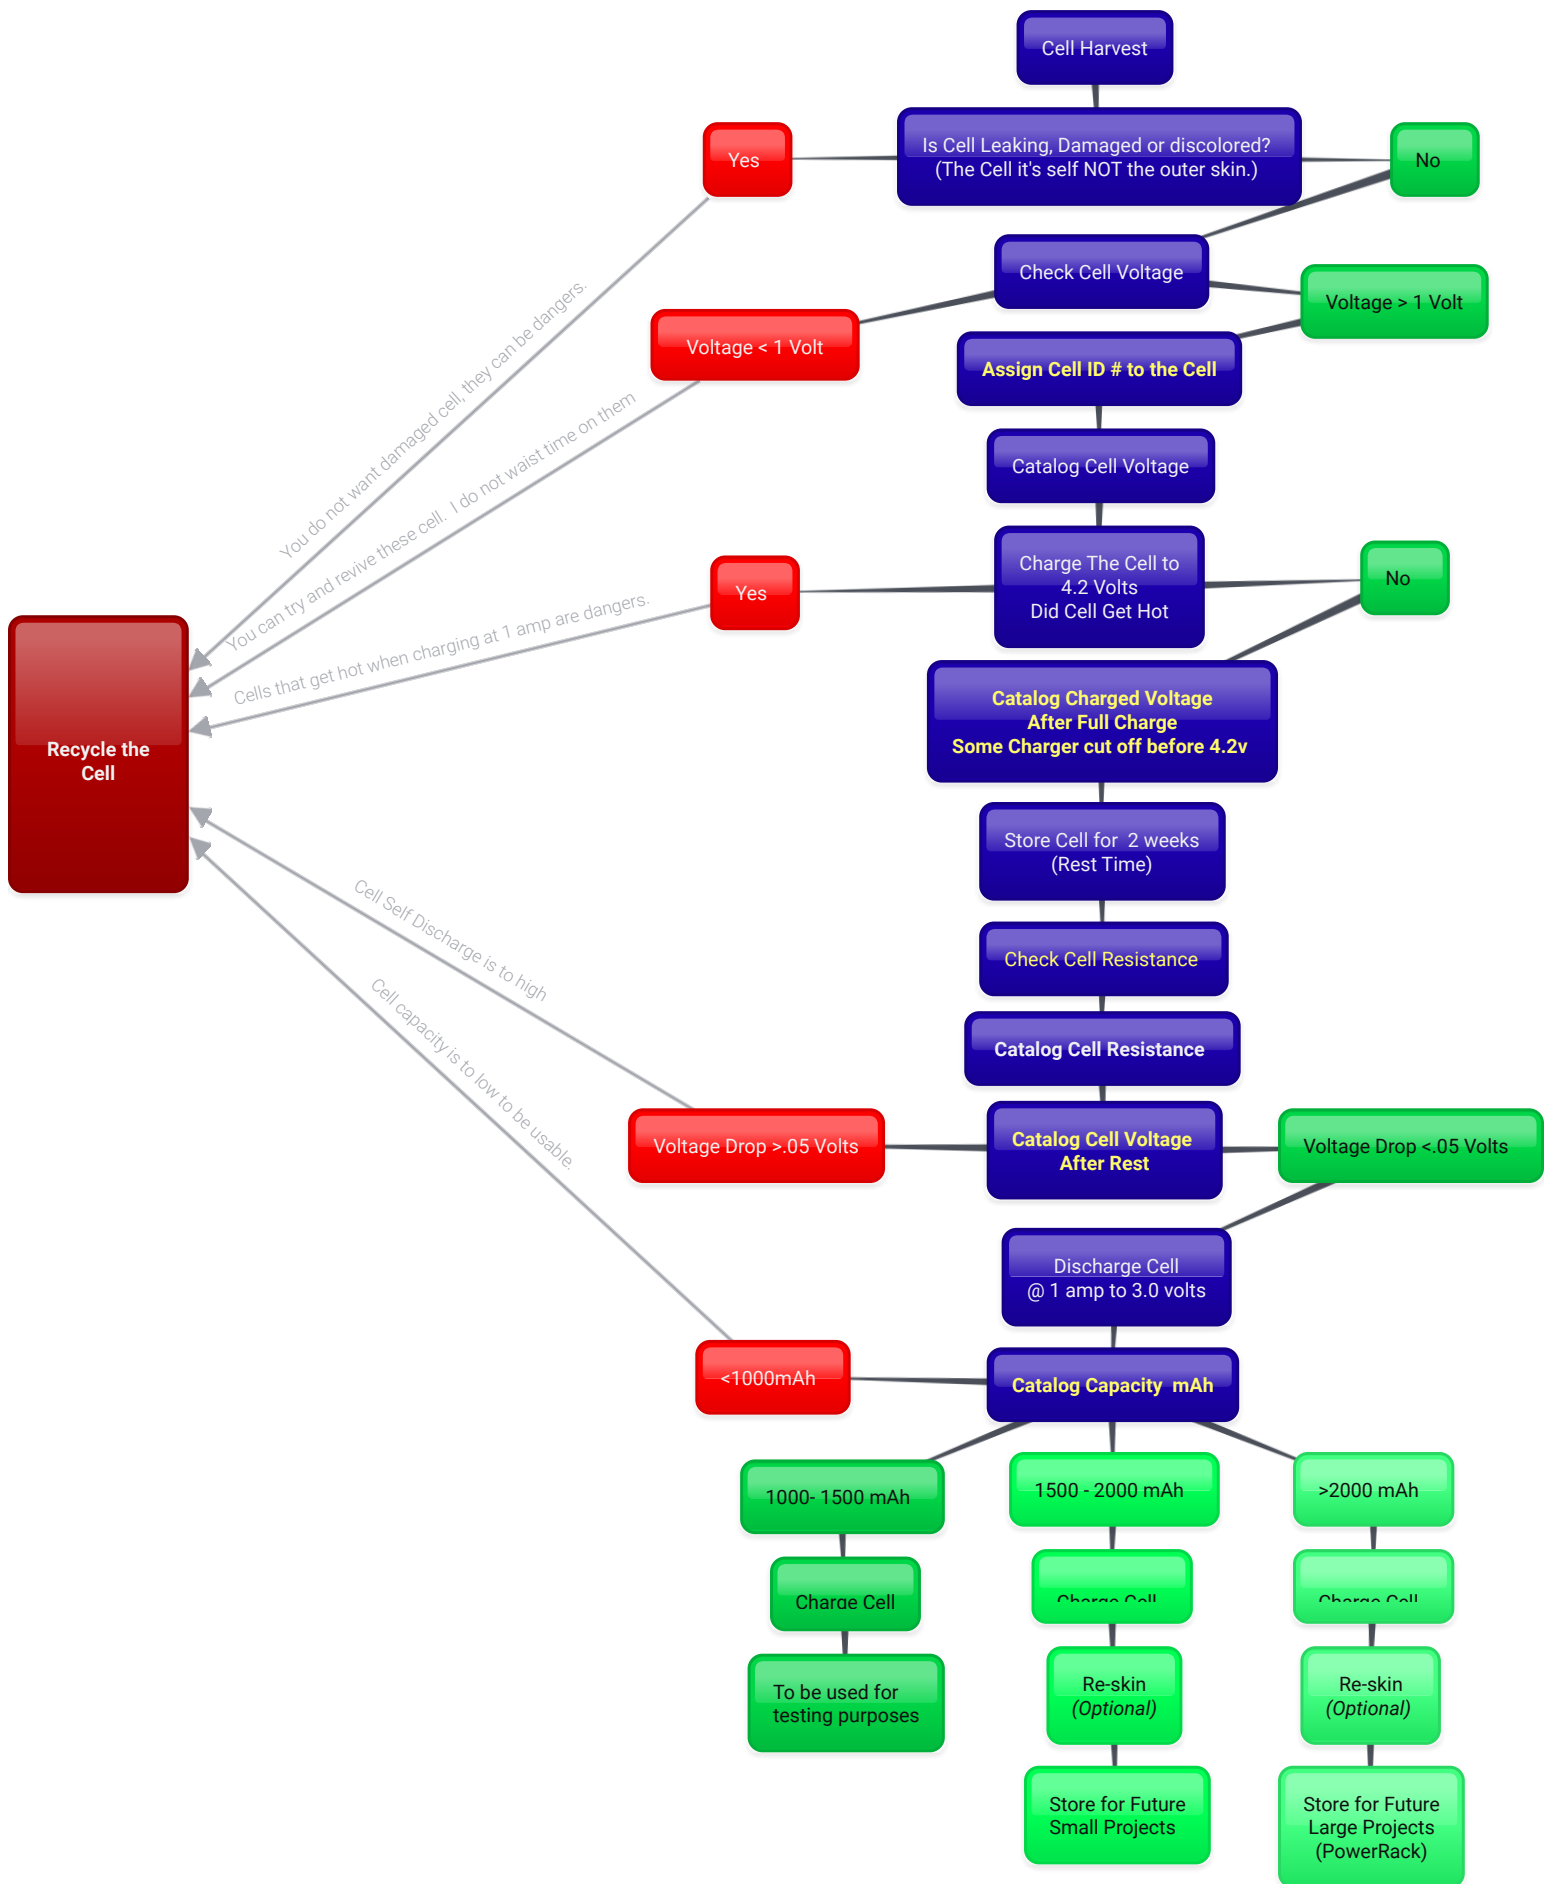 Cell Harvest
Yes
Is Cell Leaking, Damaged or discolored?
(The Cell it's self NOT the outer skin.)
No
Check Cell Voltage
Voltage > 1 Volt
Voltage < 1 Volt
Assign Cell ID # to the Cell
Catalog Cell Voltage
You do not want damaged cell, they can be dangers.
You can try and revive these cell.  I do not waist time on them
Charge The Cell to
4.2 Volts
Did Cell Get Hot
Yes
No
Cells that get hot when charging at 1 amp are dangers.
Recycle the
Cell
Catalog Charged Voltage
After Full Charge
Some Charger cut off before 4.2v
Store Cell for  2 weeks
(Rest Time)
Cell Self Discharge is to high
Check Cell Resistance
Cell capacity is to low to be usable.
Catalog Cell Resistance
Voltage Drop >.05 Volts
Catalog Cell Voltage
After Rest
Voltage Drop <.05 Volts
Discharge Cell
@ 1 amp to 3.0 volts
<1000mAh
Catalog Capacity  mAh
1000- 1500 mAh
1500 - 2000 mAh
>2000 mAh
Charge Cell
Charge Cell
Charge Cell
To be used for
testing purposes
Re-skin
(Optional)
Re-skin
(Optional)
Store for Future
Small Projects
Store for Future
Large Projects
(PowerRack)